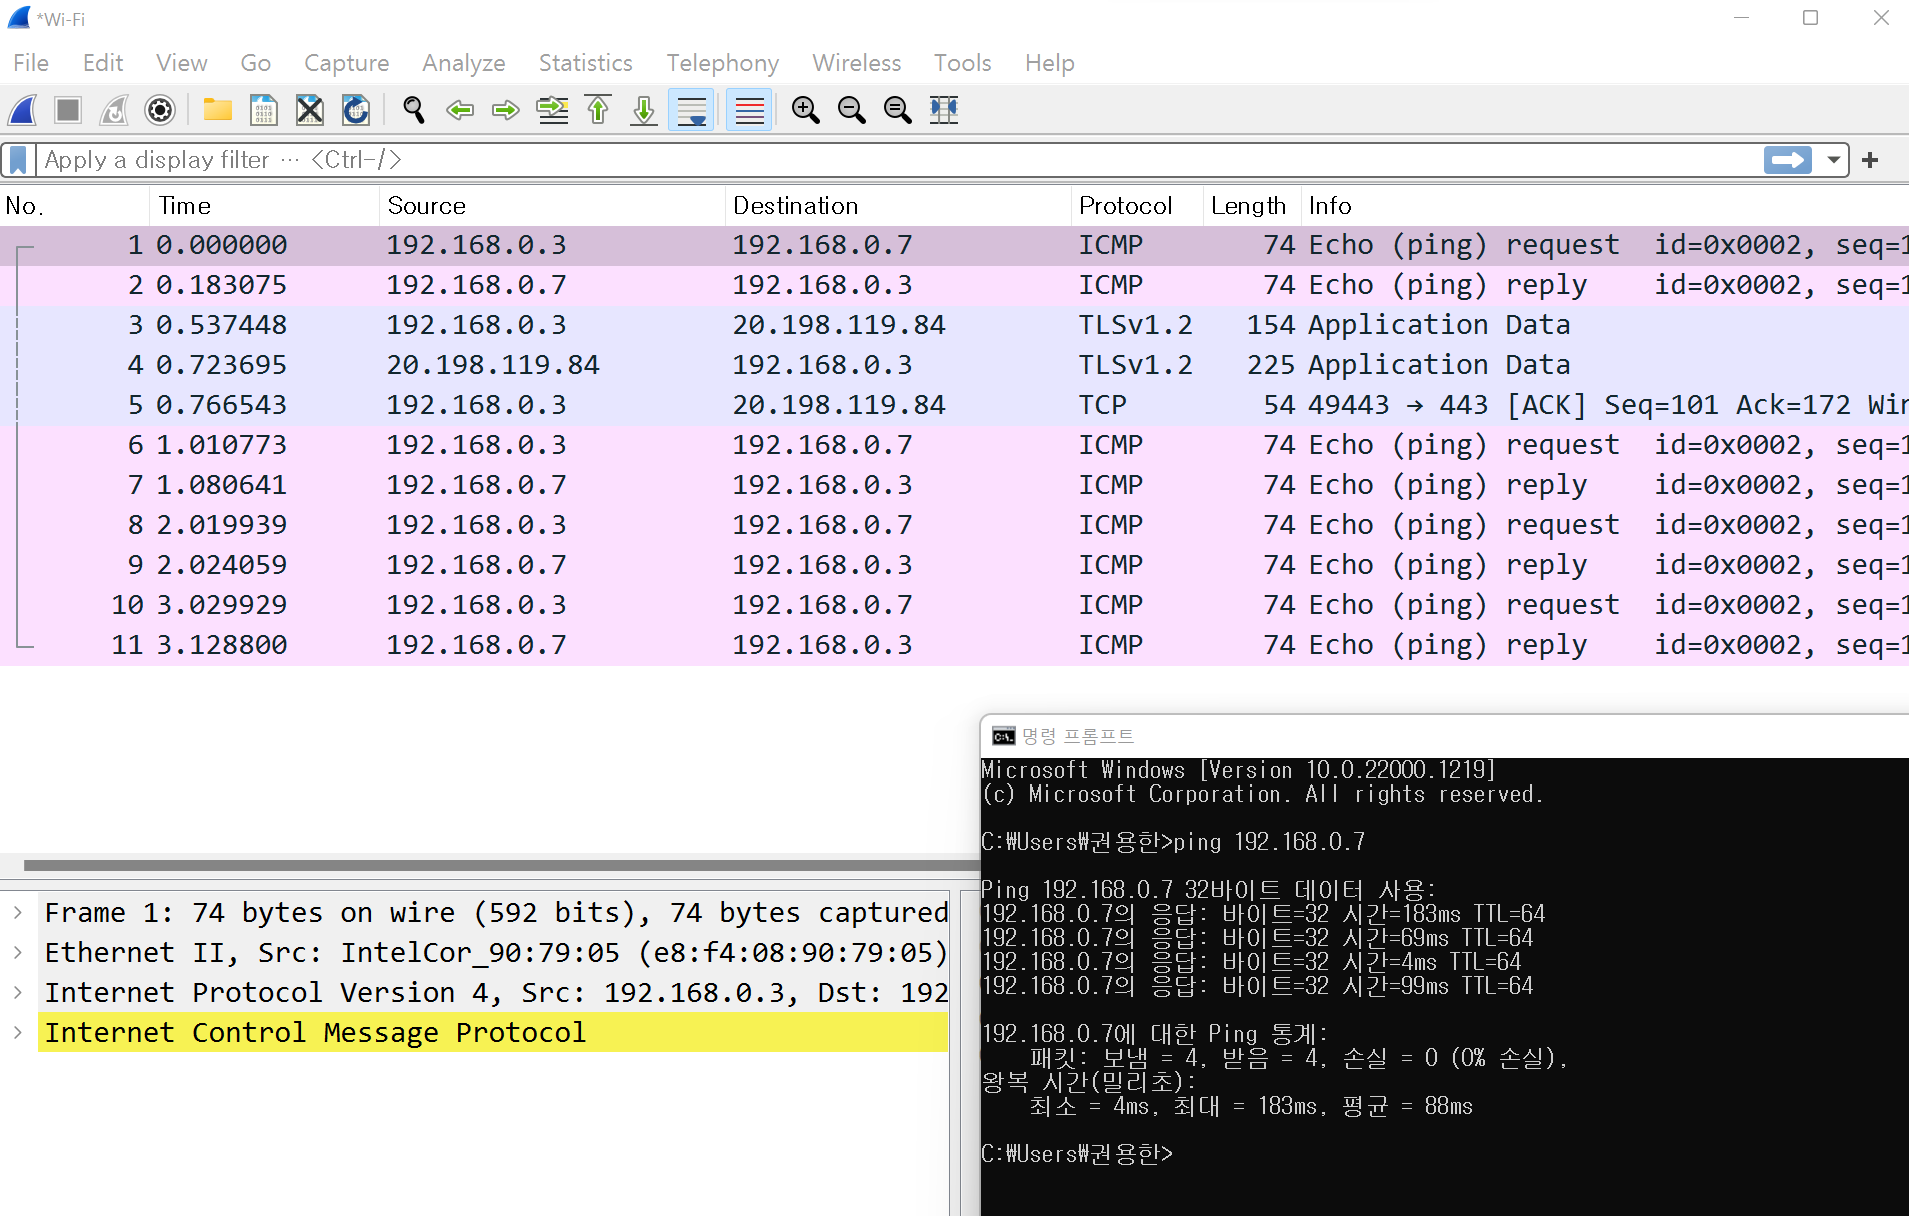 *Wi-Fi
File Edit View Go Capture Analyze Statistics Telephony Wireless Tools Help
Apply a display filter ··· <Ctrl-/>
No. Time Source Destination Protocol Length Info
1 0.000000 192.168.0.3 192.168.0.7 ICMP 74 Echo (ping) request id=0x0002, seq=1
2 0.183075 192.168.0.7 192.168.0.3 ICMP 74 Echo (ping) reply id=0x0002, seq=1
3 0.537448 192.168.0.3 20.198.119.84 TLSv1.2 154 Application Data
4 0.723695 20.198.119.84 192.168.0.3 TLSv1.2 225 Application Data
5 0.766543 192.168.0.3 20.198.119.84 TCP 54 49443 → 443 [ACK] Seq=101 Ack=172 Win
6 1.010773 192.168.0.3 192.168.0.7 ICMP 74 Echo (ping) request id=0x0002, seq=1
7 1.080641 192.168.0.7 192.168.0.3 ICMP 74 Echo (ping) reply id=0x0002, seq=1
8 2.019939 192.168.0.3 192.168.0.7 ICMP 74 Echo (ping) request id=0x0002, seq=1
9 2.024059 192.168.0.7 192.168.0.3 ICMP 74 Echo (ping) reply id=0x0002, seq=1
10 3.029929 192.168.0.3 192.168.0.7 ICMP 74 Echo (ping) request id=0x0002, seq=1
11 3.128800 192.168.0.7 192.168.0.3 ICMP 74 Echo (ping) reply id=0x0002, seq=1
Frame 1: 74 bytes on wire (592 bits), 74 bytes captured
Ethernet II, Src: IntelCor_90:79:05 (e8:f4:08:90:79:05)
Internet Protocol Version 4, Src: 192.168.0.3, Dst: 192
Internet Control Message Protocol
명령 프롬프트
Microsoft Windows [Version 10.0.22000.1219]
(c) Microsoft Corporation. All rights reserved.
C:₩Users₩권용한>ping 192.168.0.7
Ping 192.168.0.7 32바이트 데이터 사용:
192.168.0.7의 응답: 바이트=32 시간=183ms TTL=64
192.168.0.7의 응답: 바이트=32 시간=69ms TTL=64
192.168.0.7의 응답: 바이트=32 시간=4ms TTL=64
192.168.0.7의 응답: 바이트=32 시간=99ms TTL=64
192.168.0.7에 대한 Ping 통계:
패킷: 보냄 = 4, 받음 = 4, 손실 = 0 (0% 손실),
왕복 시간(밀리초):
최소 = 4ms, 최대 = 183ms, 평균 = 88ms
C:₩Users₩권용한>